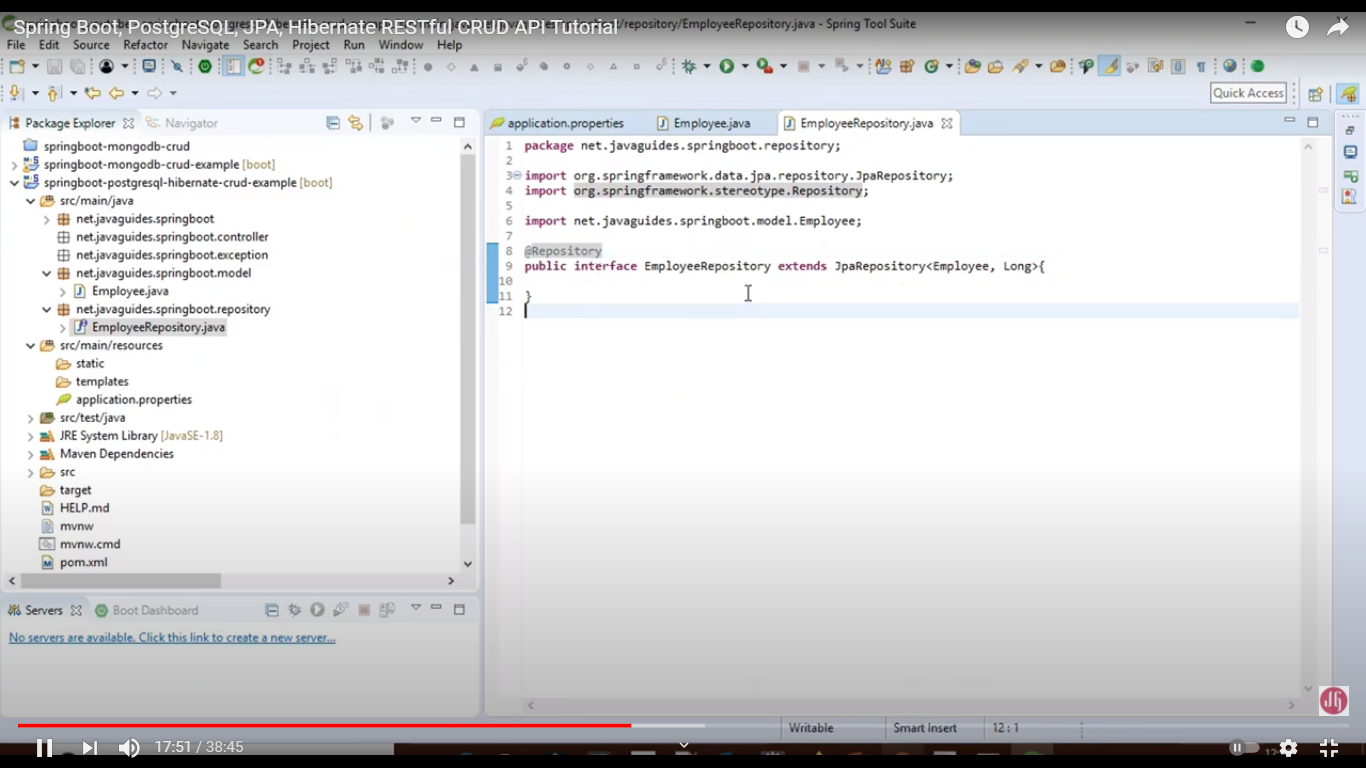 Spring Boot, PostgreSQL, JPA, Hibernate RESTful CRUD API Tutorial
/repository/EmployeeRepository.java - Spring Tool Suite
File Edit Source Refactor Navigate Search Project Run Window Help
Quick Access
Package Explorer Navigator
springboot-mongodb-crud
springboot-mongodb-crud-example [boot]
springboot-postgresql-hibernate-crud-example [boot]
src/main/java
net.javaguides.springboot
net.javaguides.springboot.controller
net.javaguides.springboot.exception
net.javaguides.springboot.model
Employee.java
net.javaguides.springboot.repository
EmployeeRepository.java
src/main/resources
static
templates
application.properties
src/test/java
JRE System Library [JavaSE-1.8]
Maven Dependencies
src
target
HELP.md
mvnw
mvnw.cmd
pom.xml
Servers Boot Dashboard
No servers are available. Click this link to create a new server...
application.properties Employee.java EmployeeRepository.java
1 package net.javaguides.springboot.repository;
2
3 import org.springframework.data.jpa.repository.JpaRepository;
4 import org.springframework.stereotype.Repository;
5
6 import net.javaguides.springboot.model.Employee;
7
8 @Repository
9 public interface EmployeeRepository extends JpaRepository<Employee, Long>{
10
11 }
12
Writable Smart Insert 12 : 1
17:51 / 38:45